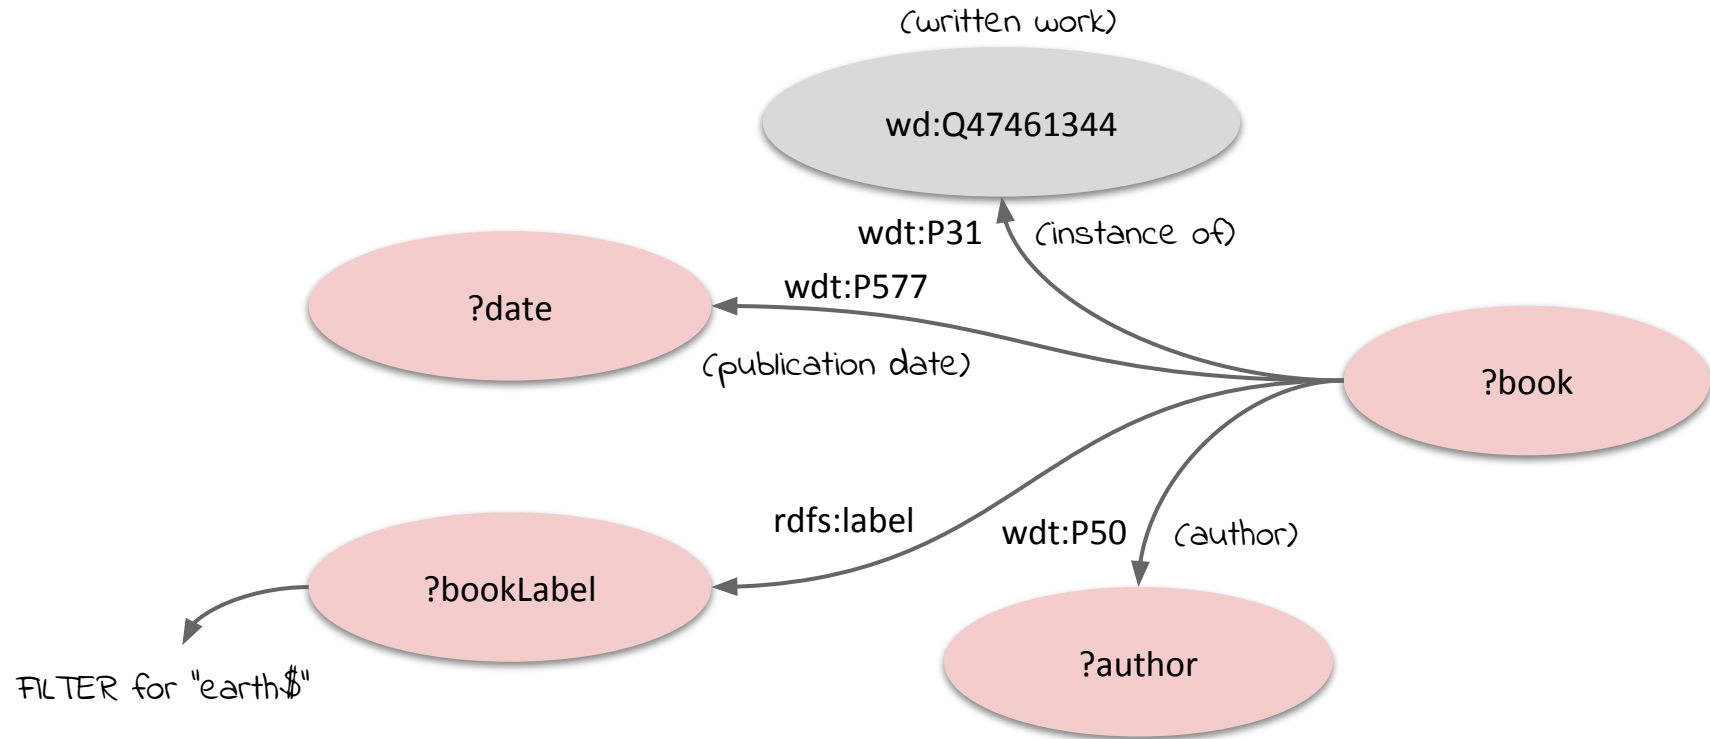 (written work)
wd:Q47461344
wdt:P31 (instance of)
wdt:P577
?date
(publication date)
?book
rdfs:label
wdt:P50 (author)
?bookLabel
?author
FILTER for "earth$"